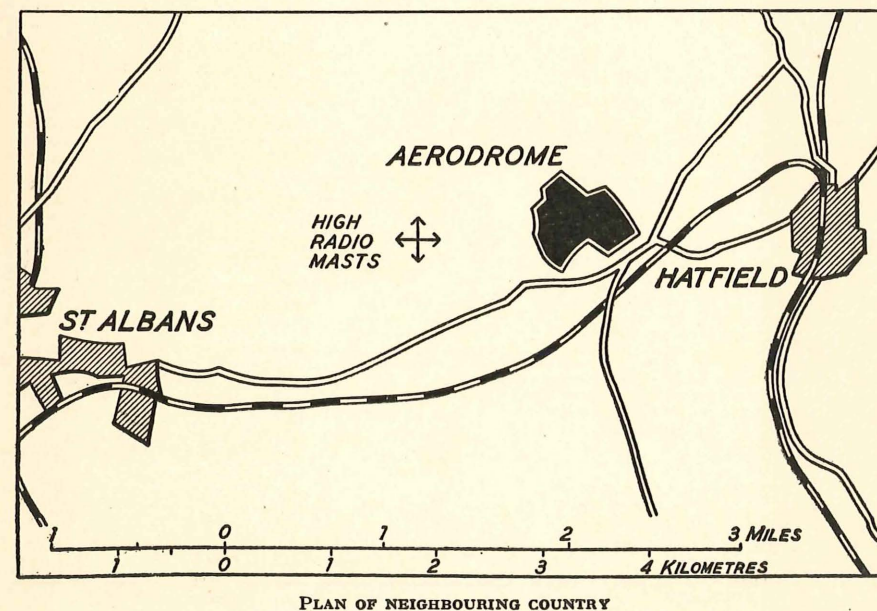 AERODROME
HIGH
RADIO
MASTS
HATFIELD
ST ALBANS
1 0 1 2 3 MILES
1 0 1 2 3 4 KILOMETRES
PLAN OF NEIGHBOURING COUNTRY